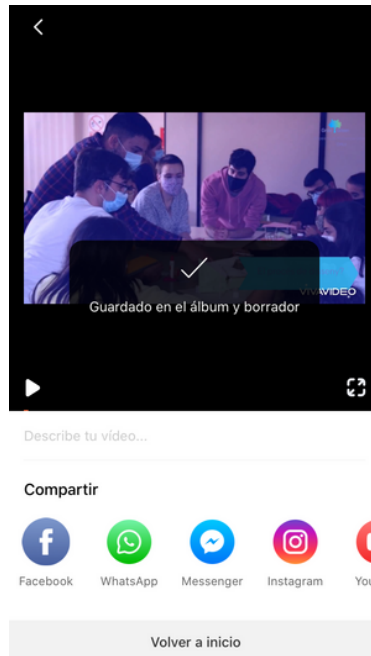 Guardado en el álbum y borrador
VIVAVIDEO
Describe tu vídeo...
Compartir
Facebook WhatsApp Messenger Instagram
Volver a inicio